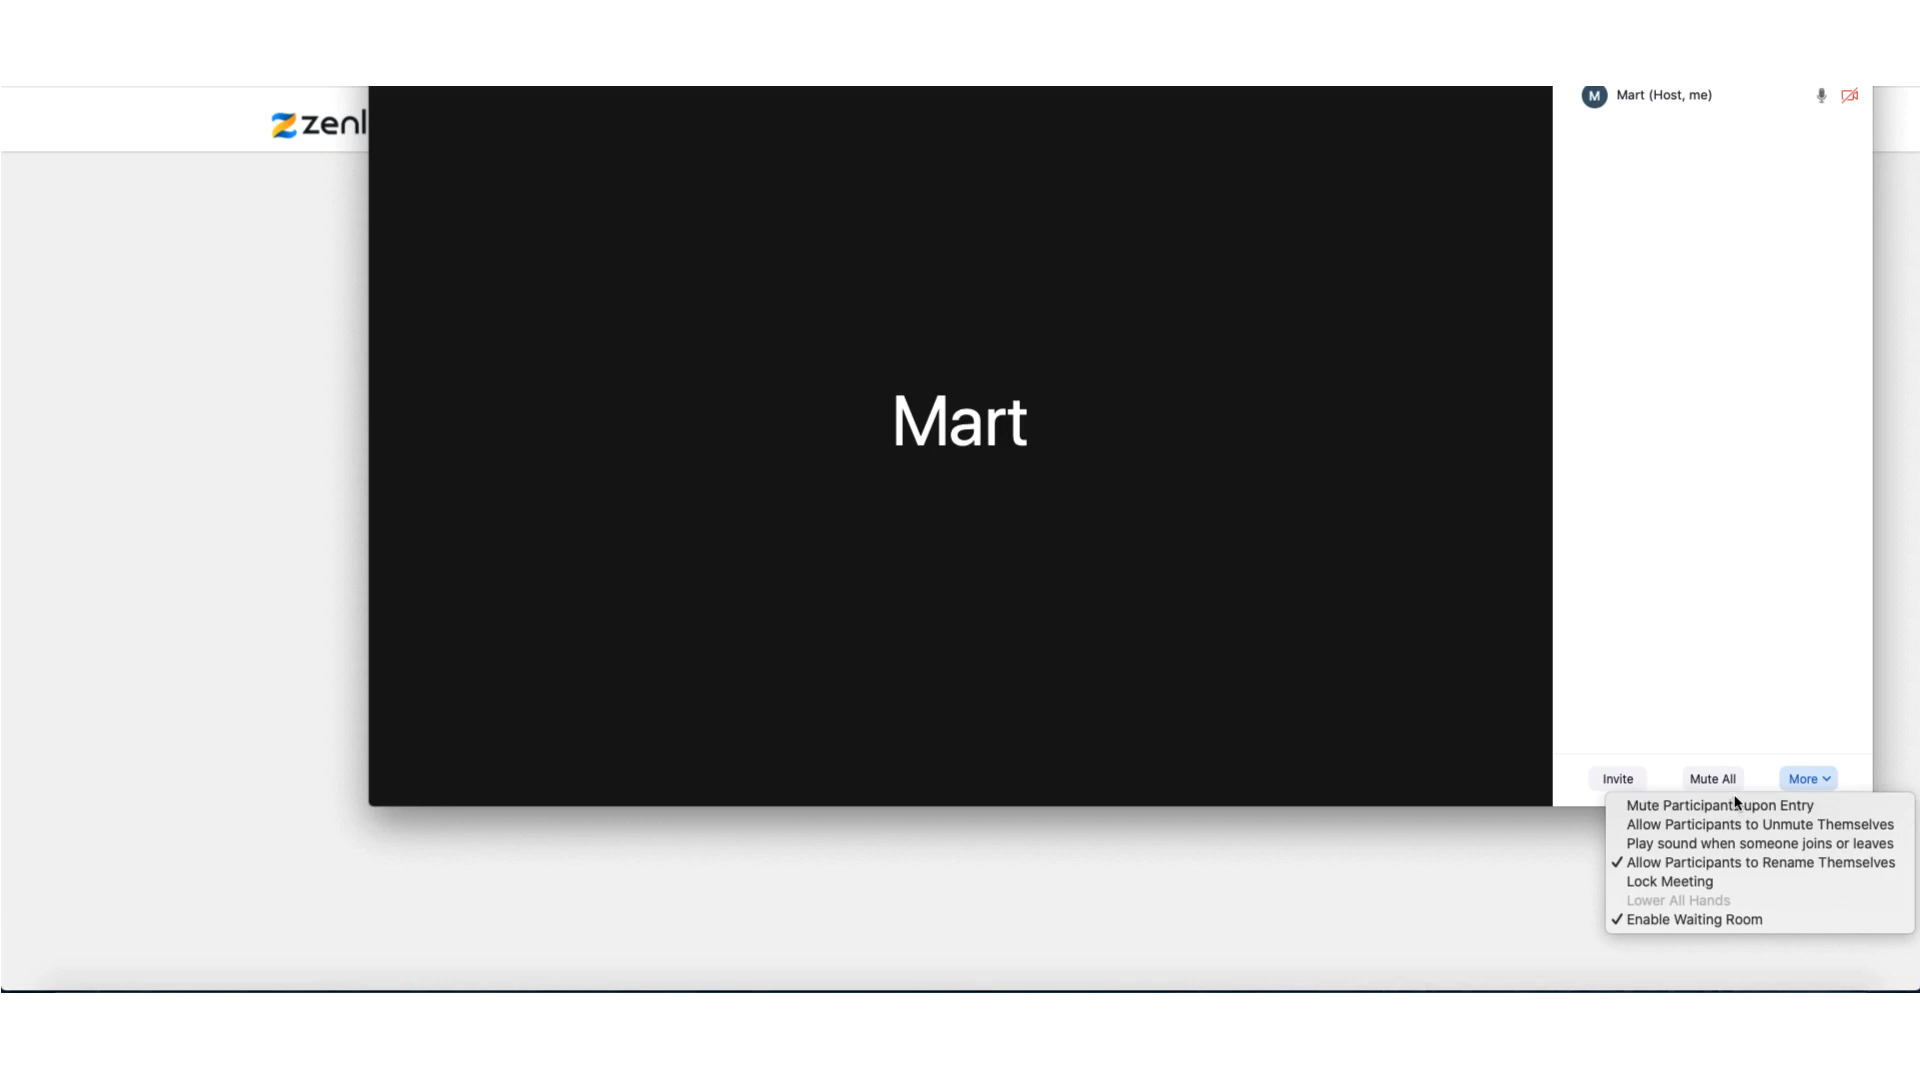 zenl
M Mart (Host, me)
Mart
Invite Mute All More
Mute Participants upon Entry
Allow Participants to Unmute Themselves
Play sound when someone joins or leaves
✓ Allow Participants to Rename Themselves
Lock Meeting
Lower All Hands
✓ Enable Waiting Room